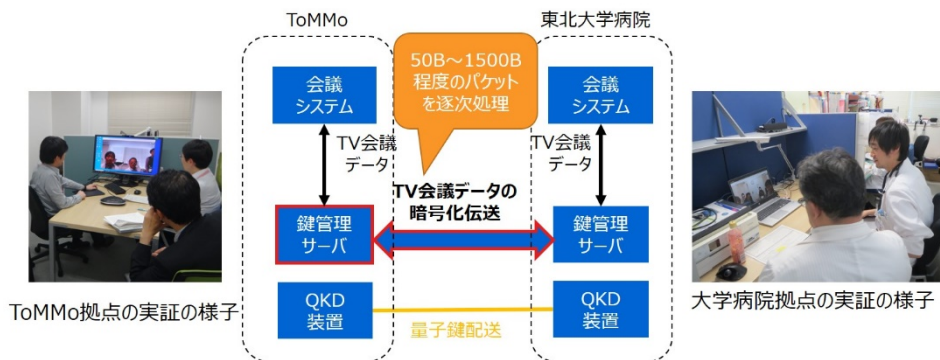 ToMMo
東北大学病院
50B～1500B
程度のパケット
を逐次処理
会議
システム
会議
システム
TV会議
データ
TV会議
データ
TV会議データの
暗号化伝送
鍵管理
サーバ
鍵管理
サーバ
QKD
装置
QKD
装置
量子鍵配送
ToMMo拠点の実証の様子
大学病院拠点の実証の様子